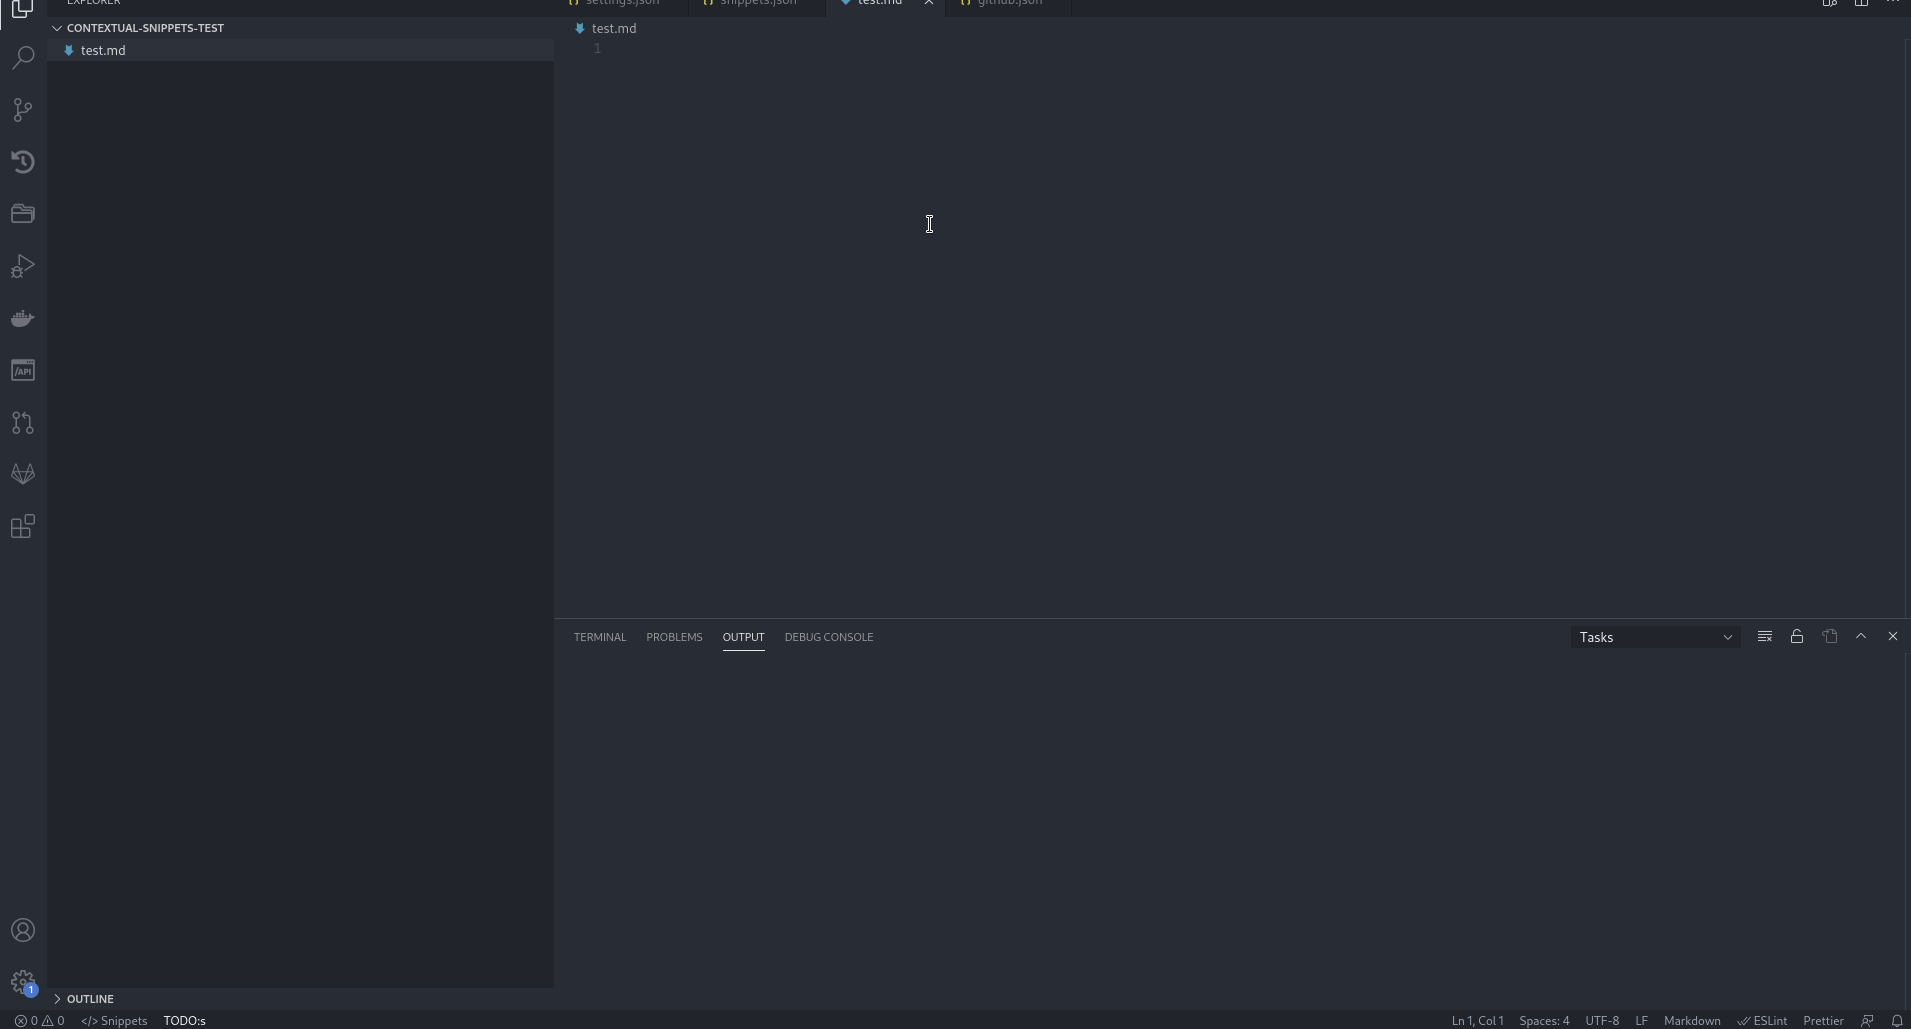 EXPLORER
settings.json
snippets.json
test.md
github.json
CONTEXTUAL-SNIPPETS-TEST
test.md
test.md
1
/API
TERMINAL PROBLEMS OUTPUT DEBUG CONSOLE
Tasks
1
OUTLINE
0 0 </> Snippets TODO:s
Ln 1, Col 1 Spaces: 4 UTF-8 LF Markdown ESLint Prettier